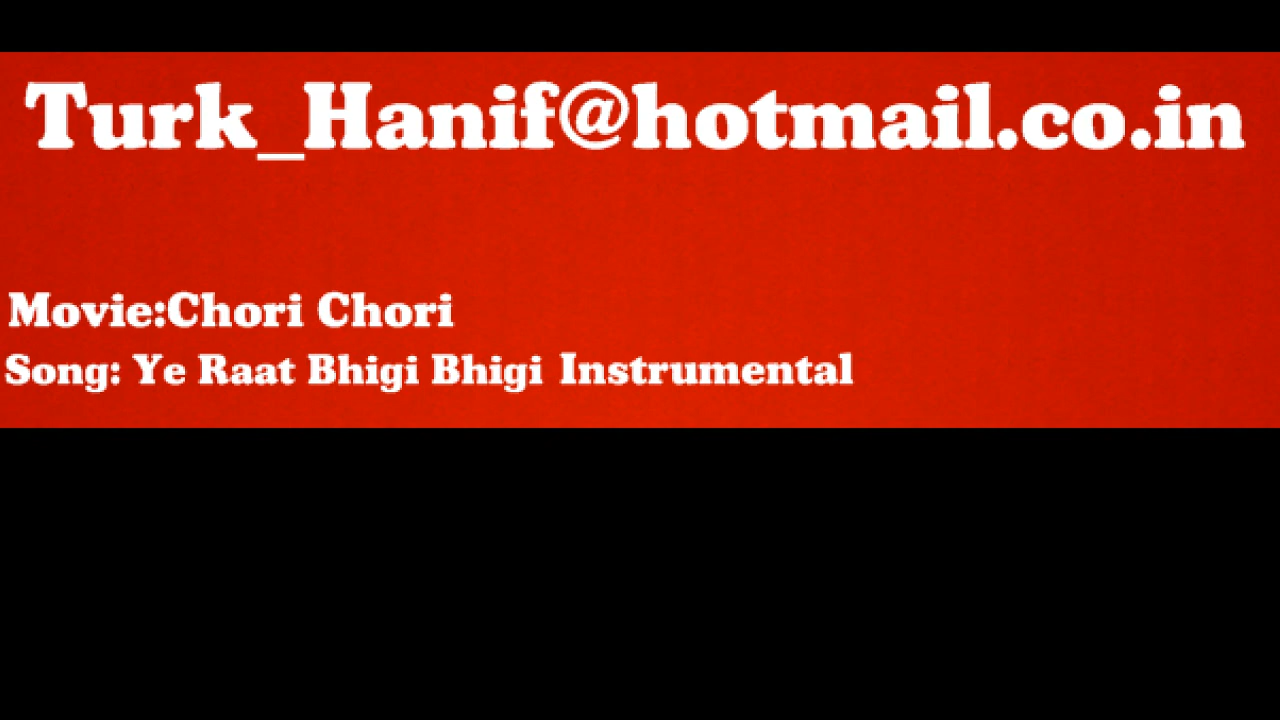 Turk_Hanif@hotmail.co.in
Movie:Chori Chori
Song: Ye Raat Bhigi Bhigi Instrumental